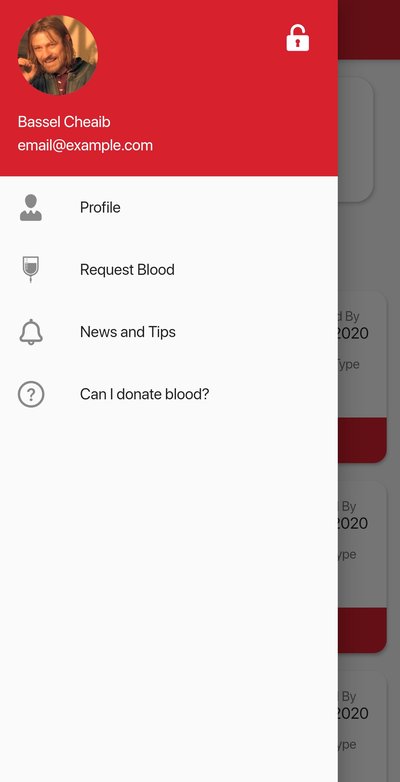 Bassel Cheaib
email@example.com
Profile
Request Blood
News and Tips
Can I donate blood?
By
2020
Type
By
2020
ype
By
2020
ype